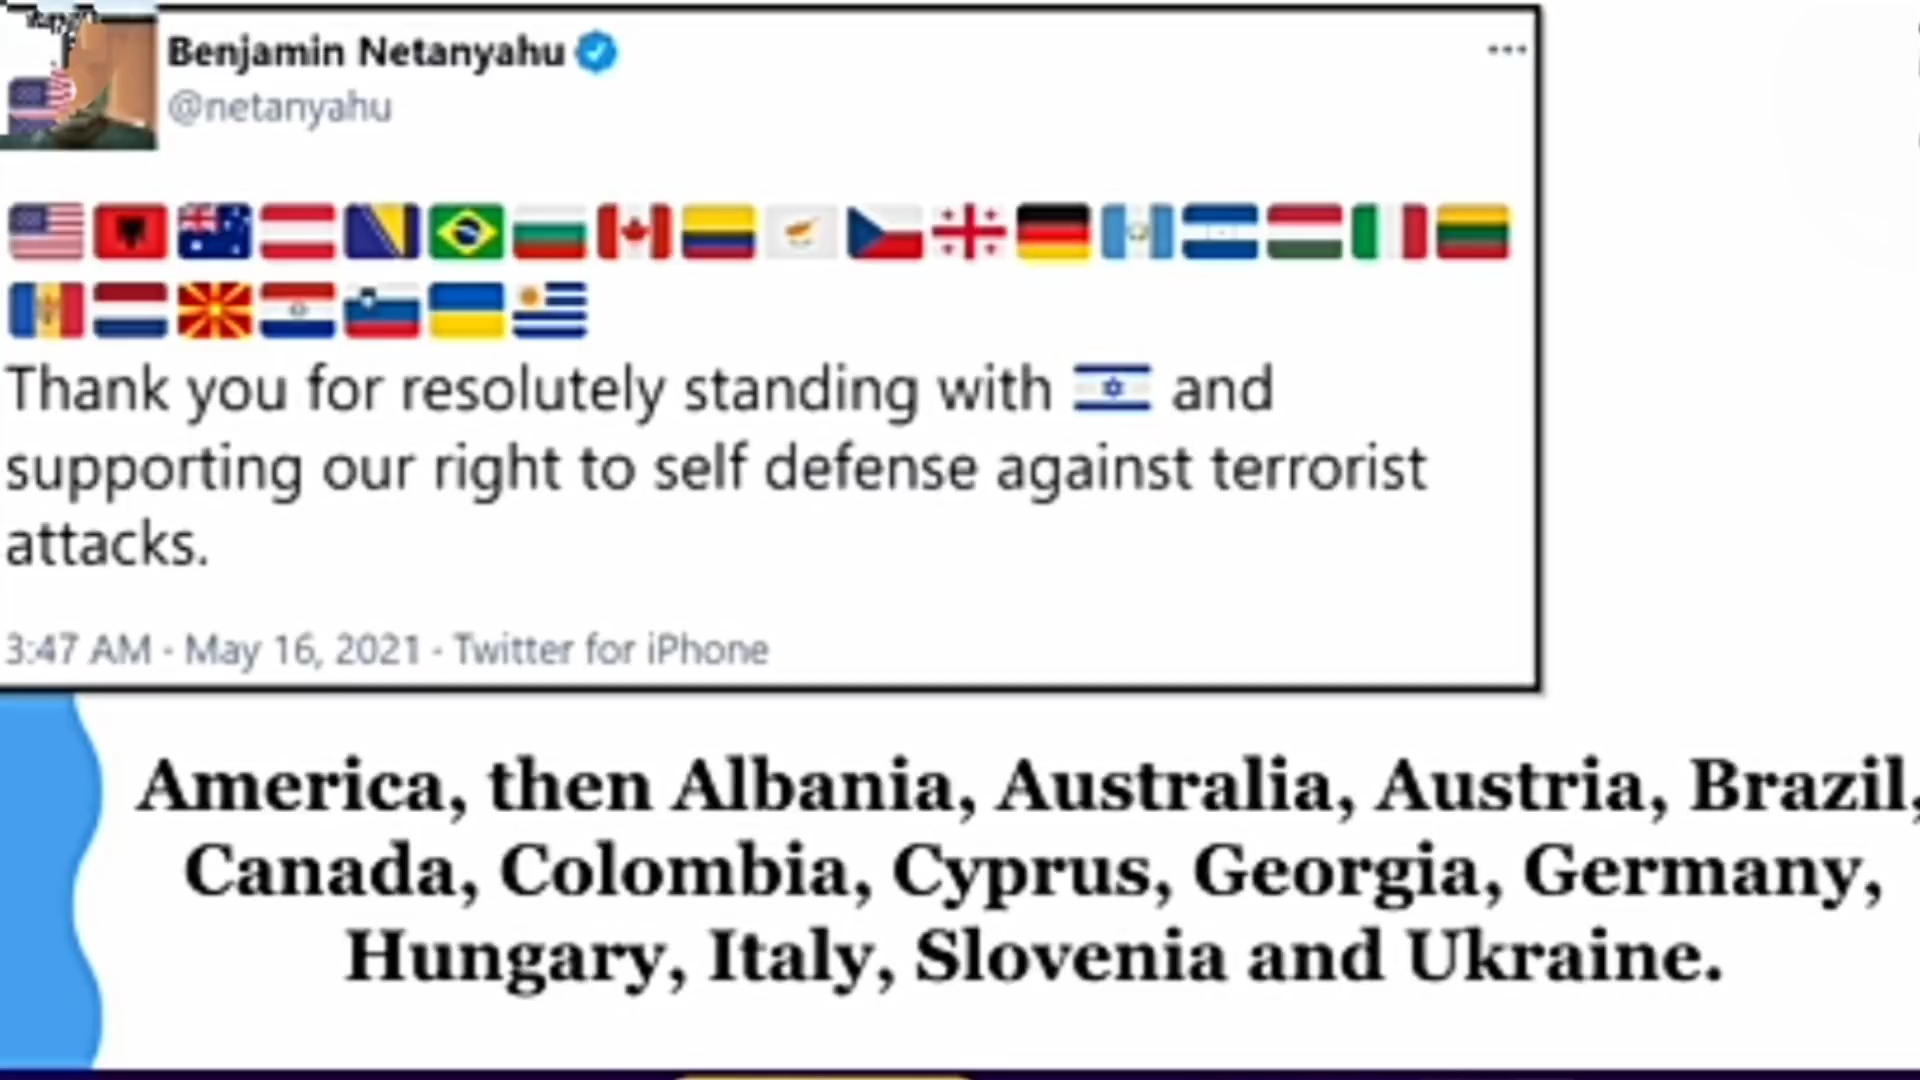 Benjamin Netanyahu
@netanyahu
Thank you for resolutely standing with and
supporting our right to self defense against terrorist
attacks.
3:47 AM · May 16, 2021 · Twitter for iPhone
America, then Albania, Australia, Austria, Brazil,
Canada, Colombia, Cyprus, Georgia, Germany,
Hungary, Italy, Slovenia and Ukraine.